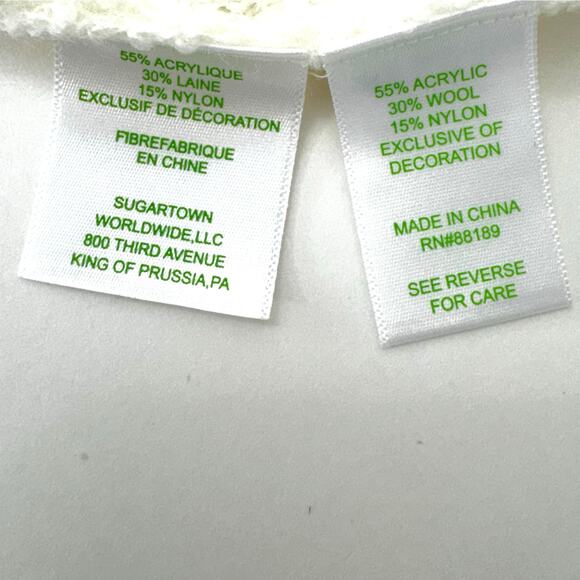 55% ACRYLIQUE
30% LAINE
15% NYLON
EXCLUSIF DE DÉCORATION
FIBREFABRIQUE
EN CHINE
SUGARTOWN
WORLDWIDE,LLC
800 THIRD AVENUE
KING OF PRUSSIA,PA
55% ACRYLIC
30% WOOL
15% NYLON
EXCLUSIVE OF
DECORATION
MADE IN CHINA
RN#88189
SEE REVERSE
FOR CARE